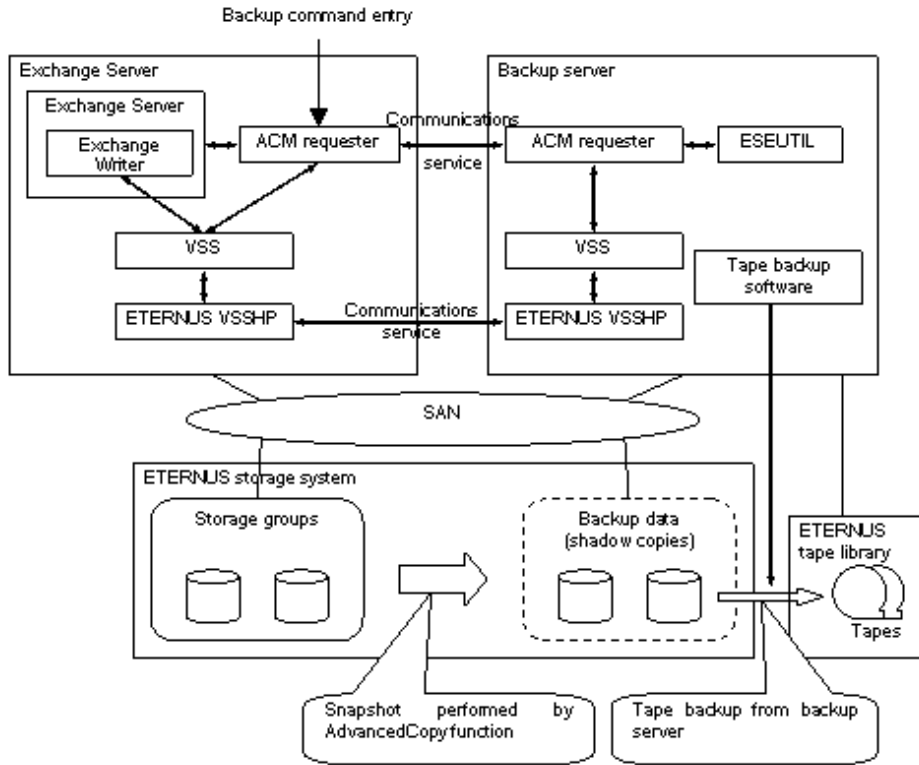 Backup command entry
Exchange Server
Backup server
Exchange Server
Exchange
Writer
ACM requester
Communications
service
ACM requester
ESEUTIL
VSS
VSS
Tape backup
software
ETERNUS VSSHP
Communications
service
ETERNUS VSSHP
SAN
ETERNUS storage system
Storage groups
Backup data
(shadow copies)
ETERNUS
tape library
Tapes
Snapshot performed by
AdvancedCopyfunction
Tape backup from backup
server